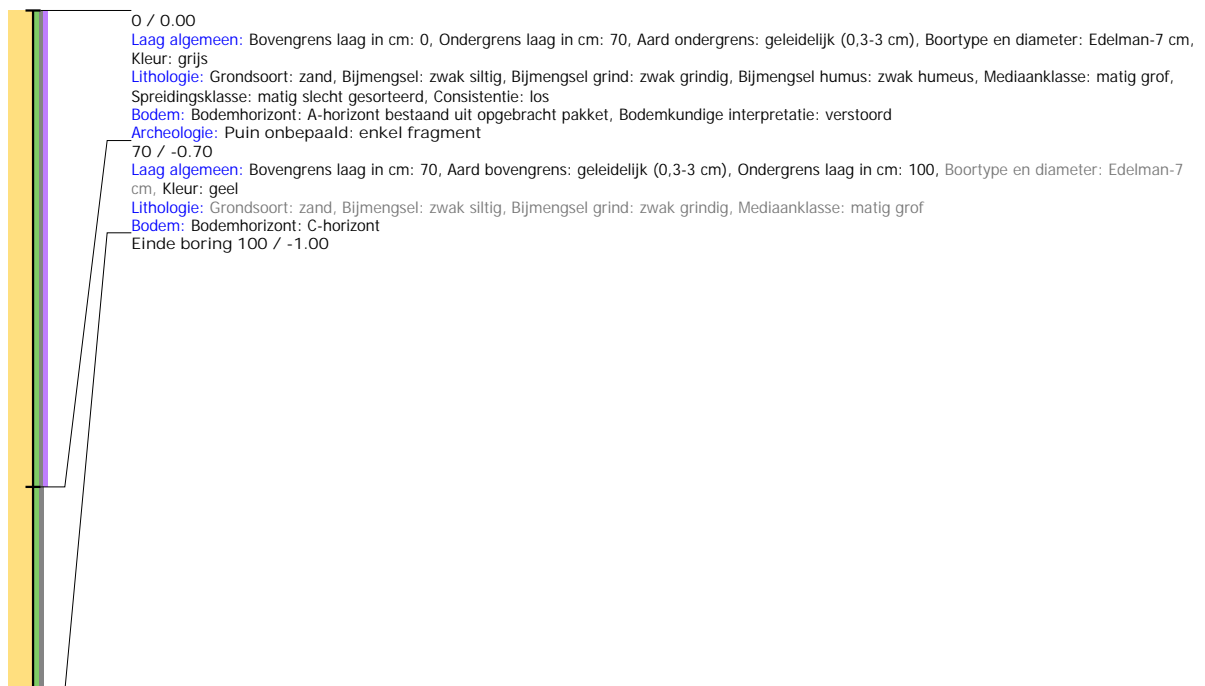 0 / 0.00
Laag algemeen: Bovengrens laag in cm: 0, Ondergrens laag in cm: 70, Aard ondergrens: geleidelijk (0,3-3 cm), Boortype en diameter: Edelman-7 cm,
Kleur: grijs
Lithologie: Grondsoort: zand, Bijmengsel: zwak siltig, Bijmengsel grind: zwak grindig, Bijmengsel humus: zwak humeus, Mediaanklasse: matig grof,
Spreidingsklasse: matig slecht gesorteerd, Consistentie: los
Bodem: Bodemhorizont: A-horizont bestaand uit opgebracht pakket, Bodemkundige interpretatie: verstoord
Archeologie: Puin onbepaald: enkel fragment
70 / -0.70
Laag algemeen: Bovengrens laag in cm: 70, Aard bovengrens: geleidelijk (0,3-3 cm), Ondergrens laag in cm: 100, Boortype en diameter: Edelman-7
cm, Kleur: geel
Lithologie: Grondsoort: zand, Bijmengsel: zwak siltig, Bijmengsel grind: zwak grindig, Mediaanklasse: matig grof
Bodem: Bodemhorizont: C-horizont
Einde boring 100 / -1.00